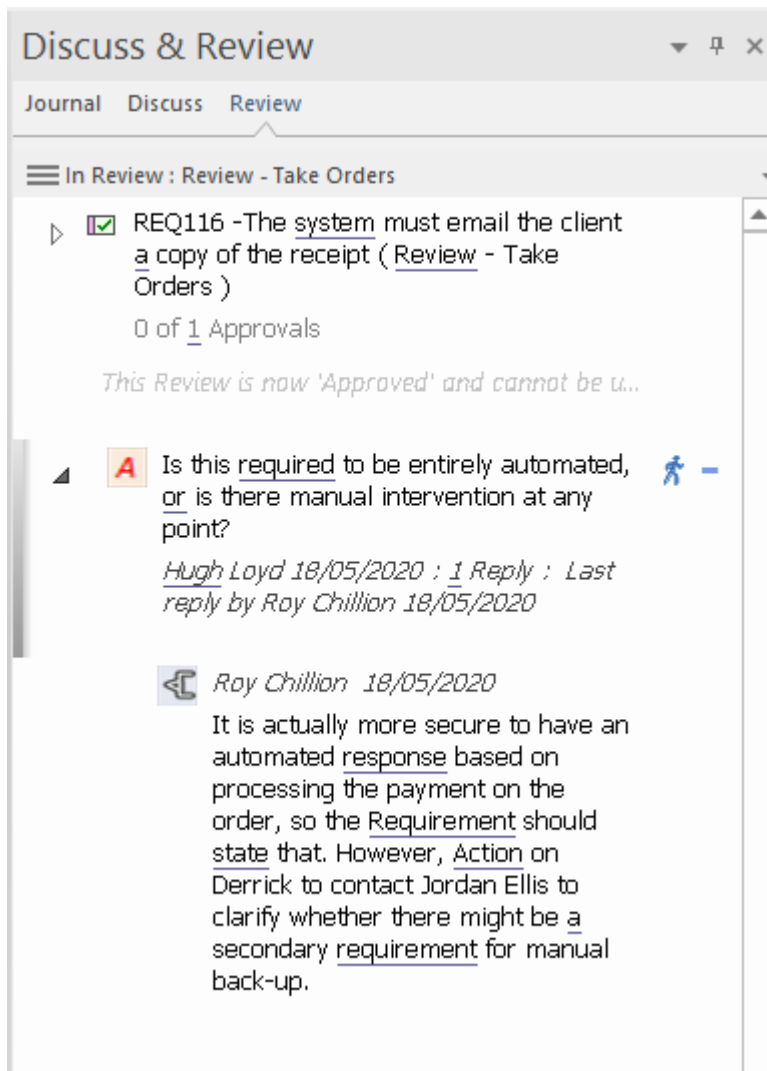 Discuss & Review
Journal Discuss Review
In Review : Review - Take Orders
REQ116 -The system must email the client
a copy of the receipt ( Review - Take
Orders )
0 of 1 Approvals
This Review is now 'Approved' and cannot be u...
A Is this required to be entirely automated,
or is there manual intervention at any
point?
Hugh Loyd 18/05/2020 ; 1 Reply ; Last
reply by Roy Chillion 18/05/2020
Roy Chillion 18/05/2020
It is actually more secure to have an
automated response based on
processing the payment on the
order, so the Requirement should
state that. However, Action on
Derrick to contact Jordan Ellis to
clarify whether there might be a
secondary requirement for manual
back-up.